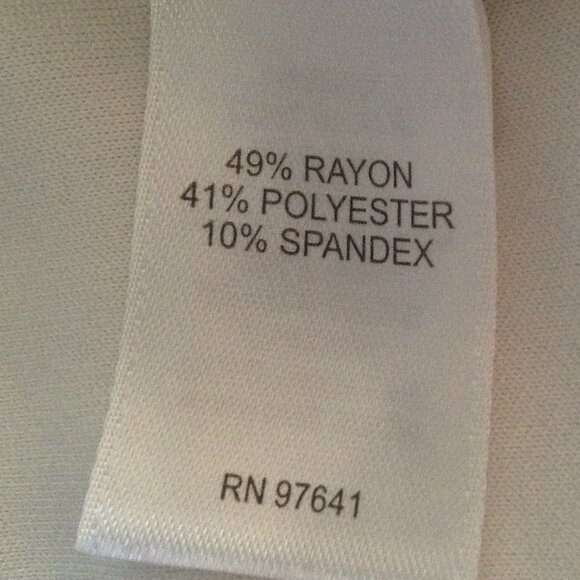 49% RAYON
41% POLYESTER
10% SPANDEX
RN 97641